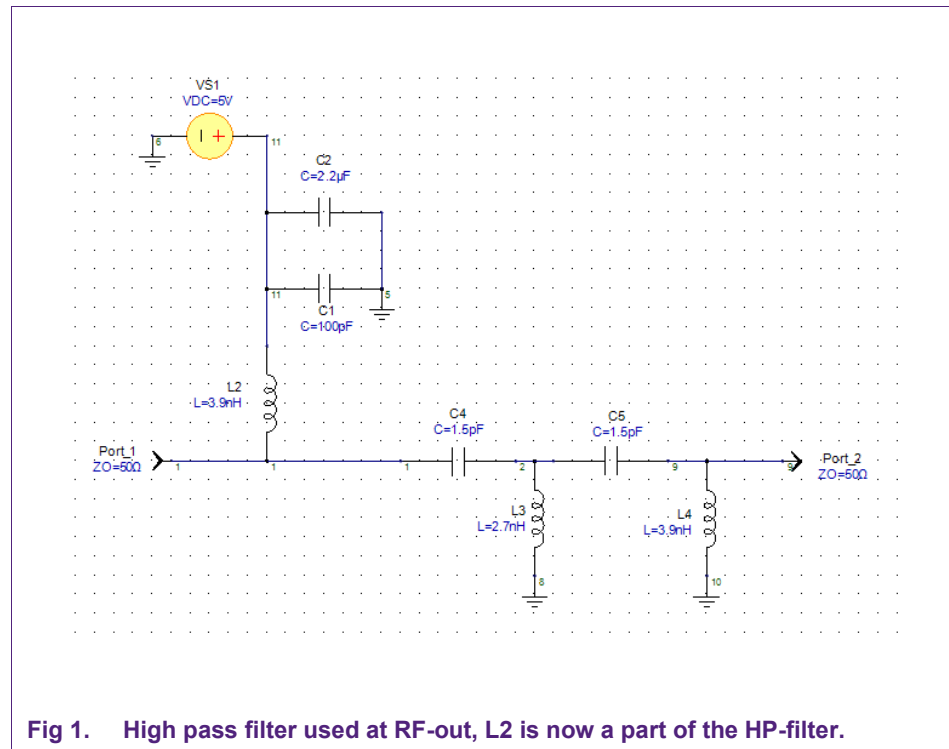 VS1
VDC=5V
6
11
C2
C=2.2µF
11
C1
C=100pF
5
L2
L=3.9nH
C4
C=1.5pF
C5
C=1.5pF
Port_1
ZO=50Ω
1
1
1
2
9
9
Port_2
ZO=50Ω
L3
L=2.7nH
L4
L=3.9nH
8
10
Fig 1. High pass filter used at RF-out, L2 is now a part of the HP-filter.